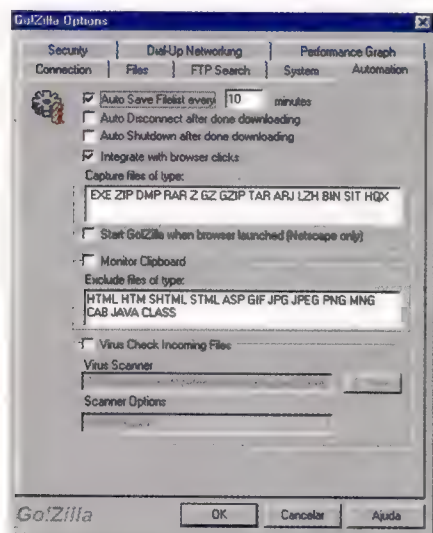 Go!Zilla Options
Security Dial-Up Networking Performance Graph
Connection Files FTP Search System Automation
Auto Save Filelist every 10 minutes
Auto Disconnect after done downloading
Auto Shutdown after done downloading
Integrate with browser clicks
Capture files of type:
EXE ZIP DMP RAR Z GZ GZIP TAR ARJ LZH BIN SIT HQX
Start Go!Zilla when browser launched (Netscape only)
Monitor Clipboard
Exclude files of type:
HTML HTM SHTML STML ASP GIF JPG JPEG PNG MNG
CAB JAVA CLASS
Virus Check Incoming Files
Virus Scanner
Scanner Options
Go!Zilla OK Cancelar Ajuda